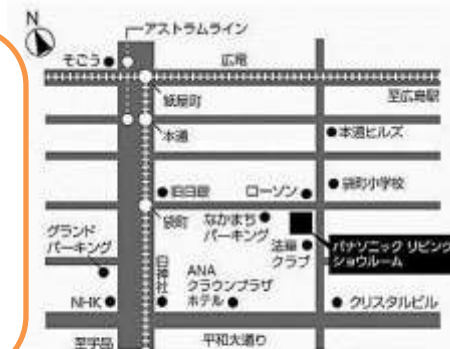 N
アストラムライン
そごう
広電
紙屋町
至広島駅
本通
本通ヒルズ
旧日銀
ローソン
袋町小学校
袋町
なかまち
パーキング
グランド
パーキング
法華
クラブ
パナソニック リビング
ショウルーム
白神社
ANA
クラウンプラザ
ホテル
NHK
クリスタルビル
至宇品
平和大通り